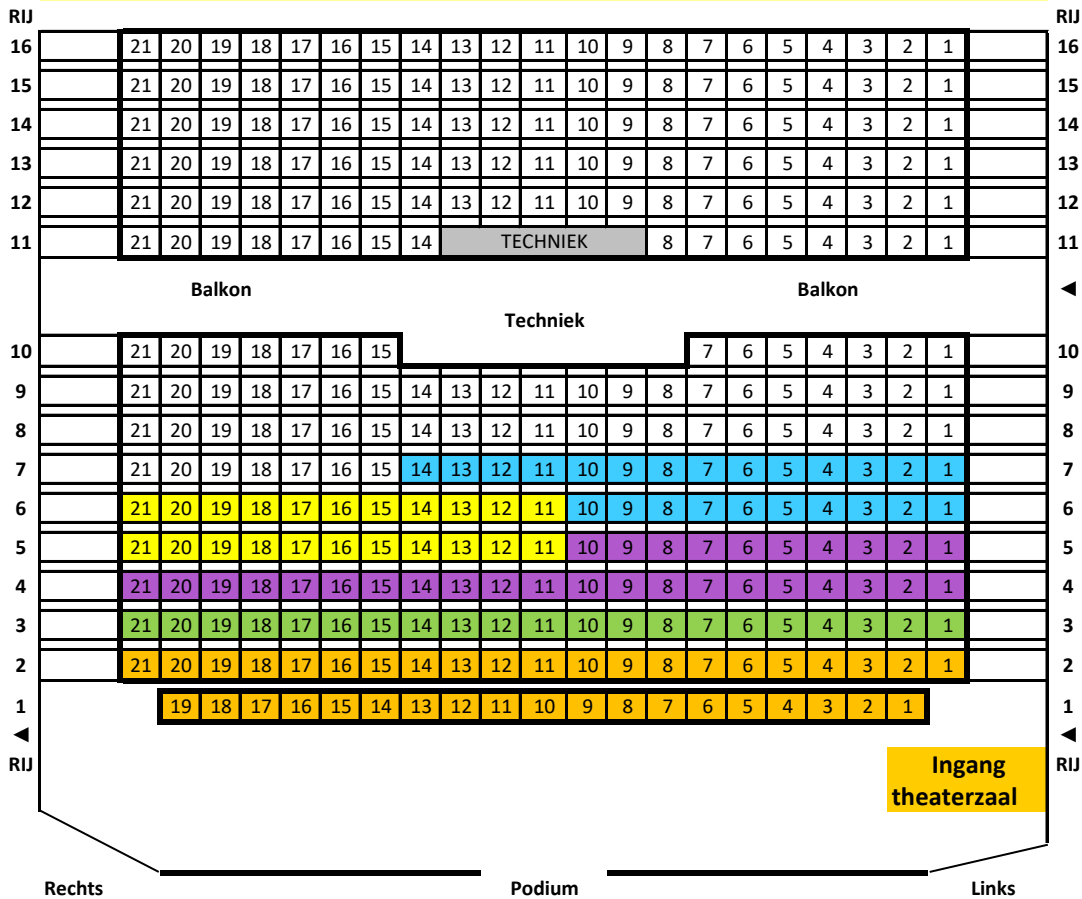 RIJ RIJ
16 21 20 19 18 17 16 15 14 13 12 11 10 9 8 7 6 5 4 3 2 1 16
15 21 20 19 18 17 16 15 14 13 12 11 10 9 8 7 6 5 4 3 2 1 15
14 21 20 19 18 17 16 15 14 13 12 11 10 9 8 7 6 5 4 3 2 1 14
13 21 20 19 18 17 16 15 14 13 12 11 10 9 8 7 6 5 4 3 2 1 13
12 21 20 19 18 17 16 15 14 13 12 11 10 9 8 7 6 5 4 3 2 1 12
11 21 20 19 18 17 16 15 14 TECHNIEK 8 7 6 5 4 3 2 1 11
Balkon Balkon ◄
Techniek
10 21 20 19 18 17 16 15 7 6 5 4 3 2 1 10
9 21 20 19 18 17 16 15 14 13 12 11 10 9 8 7 6 5 4 3 2 1 9
8 21 20 19 18 17 16 15 14 13 12 11 10 9 8 7 6 5 4 3 2 1 8
7 21 20 19 18 17 16 15 14 13 12 11 10 9 8 7 6 5 4 3 2 1 7
6 21 20 19 18 17 16 15 14 13 12 11 10 9 8 7 6 5 4 3 2 1 6
5 21 20 19 18 17 16 15 14 13 12 11 10 9 8 7 6 5 4 3 2 1 5
4 21 20 19 18 17 16 15 14 13 12 11 10 9 8 7 6 5 4 3 2 1 4
3 21 20 19 18 17 16 15 14 13 12 11 10 9 8 7 6 5 4 3 2 1 3
2 21 20 19 18 17 16 15 14 13 12 11 10 9 8 7 6 5 4 3 2 1 2
1 19 18 17 16 15 14 13 12 11 10 9 8 7 6 5 4 3 2 1 1
◄ ◄
RIJ Ingang RIJ
theaterzaal
Rechts Podium Links